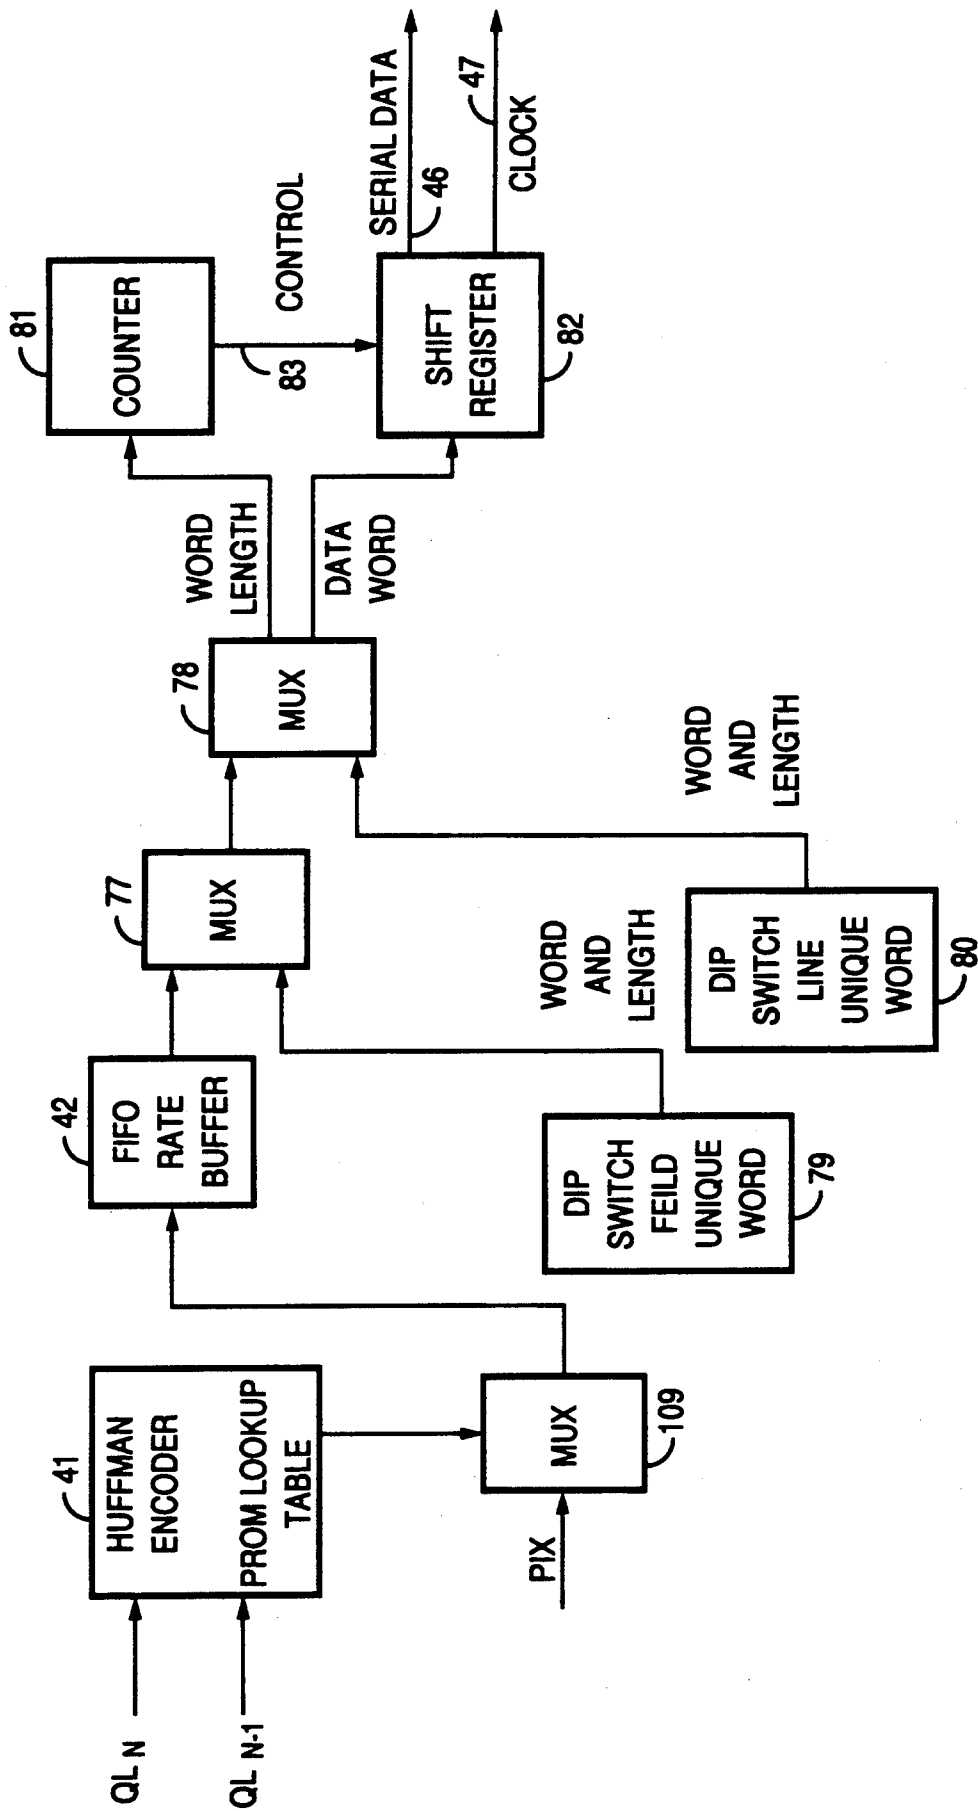 QL N
QL N-1
41
HUFFMAN
ENCODER
PROM LOOKUP
TABLE
PIX
MUX
109
42
FIFO
RATE
BUFFER
DIP
SWITCH
FEILD
UNIQUE
WORD
79
WORD
AND
LENGTH
77
MUX
DIP
SWITCH
LINE
UNIQUE
WORD
80
WORD
AND
LENGTH
78
MUX
WORD
LENGTH
DATA
WORD
81
COUNTER
83
CONTROL
SHIFT
REGISTER
82
SERIAL DATA
46
47
CLOCK